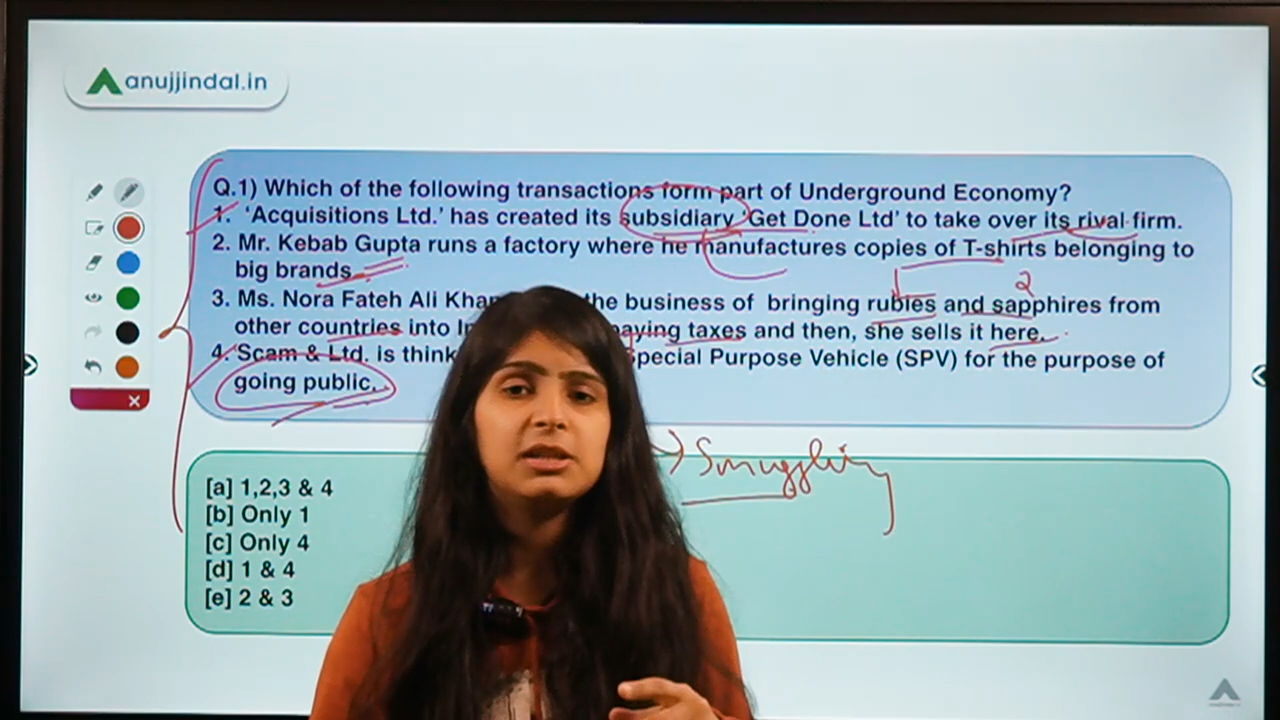 anujjindal.in
Q.1) Which of the following transactions form part of Underground Economy?
1. 'Acquisitions Ltd.' has created its subsidiary 'Get Done Ltd' to take over its rival firm.
2. Mr. Kebab Gupta runs a factory where he manufactures copies of T-shirts belonging to
big brands.
3. Ms. Nora Fateh Ali Khan the business of bringing rubies and sapphires from
2
other countries into paying taxes and then, she sells it here.
4. 'Scam & Ltd. is Special Purpose Vehicle (SPV) for the purpose of
going public.
Smuggling
[a] 1,2,3 & 4
[b] Only 1
[c] Only 4
[d] 1 & 4
[e] 2 & 3